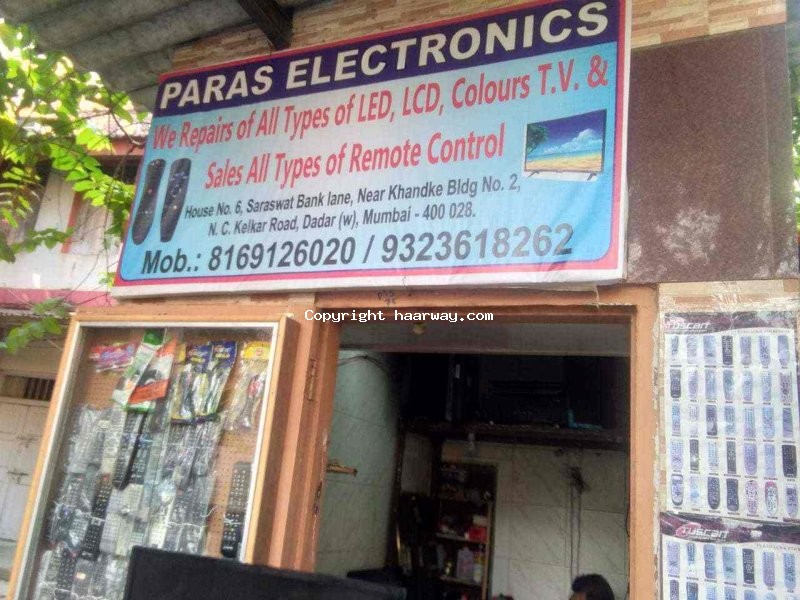 PARAS ELECTRONICS
We Repairs of All Types of LED, LCD, Colours T.V. &
Sales All Types of Remote Control
House No. 6, Saraswat Bank lane, Near Khandke Bldg No. 2,
N. C. Kelkar Road, Dadar (w), Mumbai - 400 028.
Mob.: 8169126020 / 9323618262
Copyright haarway.com
TUSCAN
TUSCAN